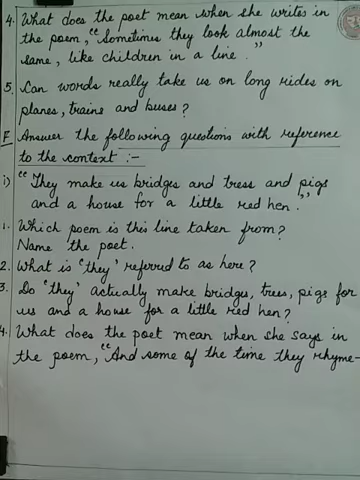 4. What does the poet mean when she writes in
the poem, "Sometimes they look almost the
same, like children in a line."
5. Can words really take us on long rides on
planes, trains and buses?
F Answer the following questions with reference
to the context :-
i) "They make us bridges and tress and pigs
and a house for a little red hen."
1. Which poem is this line taken from?
Name the poet.
2. What is 'they' referred to as here?
3. Do 'they' actually make bridges, trees, pigs for
us and a house for a little red hen?
4. What does the poet mean when she says in
the poem, "And some of the time they rhyme-